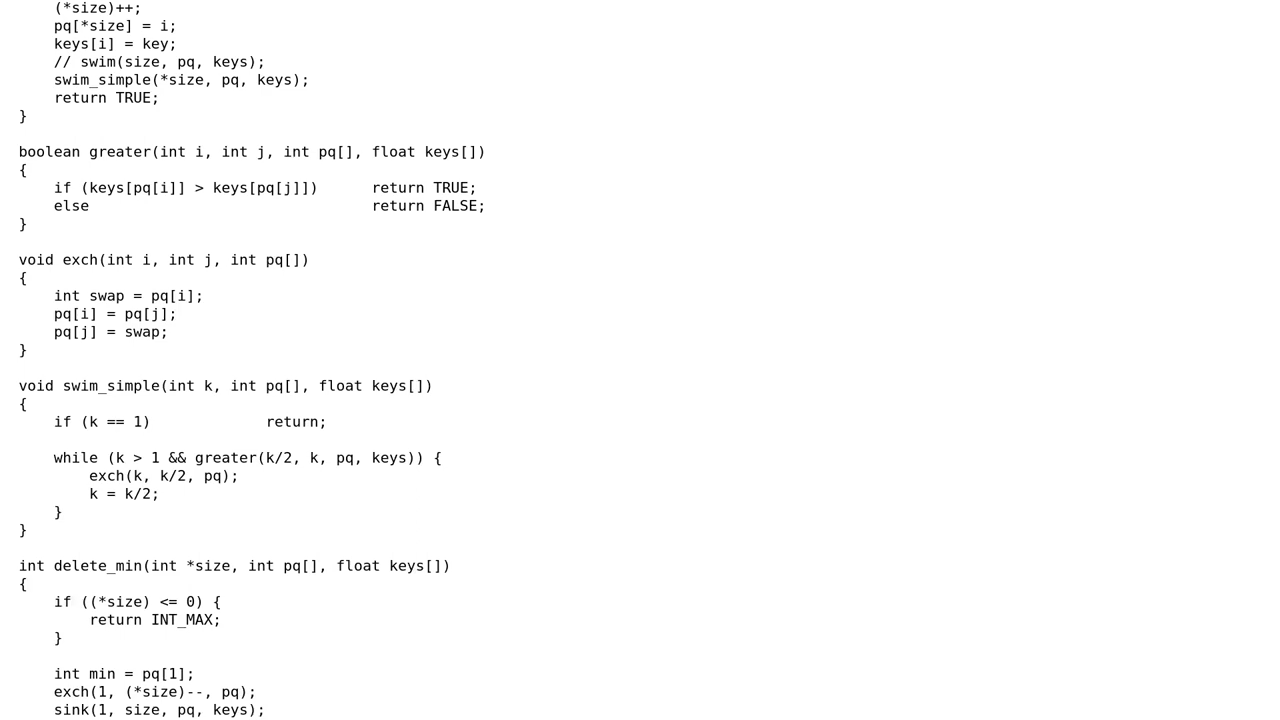 (*size)++;
    pq[*size] = i;
    keys[i] = key;
    // swim(size, pq, keys);
    swim_simple(*size, pq, keys);
    return TRUE;
}

boolean greater(int i, int j, int pq[], float keys[])
{
    if (keys[pq[i]] > keys[pq[j]])      return TRUE;
    else                                return FALSE;
}

void exch(int i, int j, int pq[])
{
    int swap = pq[i];
    pq[i] = pq[j];
    pq[j] = swap;
}

void swim_simple(int k, int pq[], float keys[])
{
    if (k == 1)             return;

    while (k > 1 && greater(k/2, k, pq, keys)) {
        exch(k, k/2, pq);
        k = k/2;
    }
}

int delete_min(int *size, int pq[], float keys[])
{
    if ((*size) <= 0) {
        return INT_MAX;
    }

    int min = pq[1];
    exch(1, (*size)--, pq);
    sink(1, size, pq, keys);